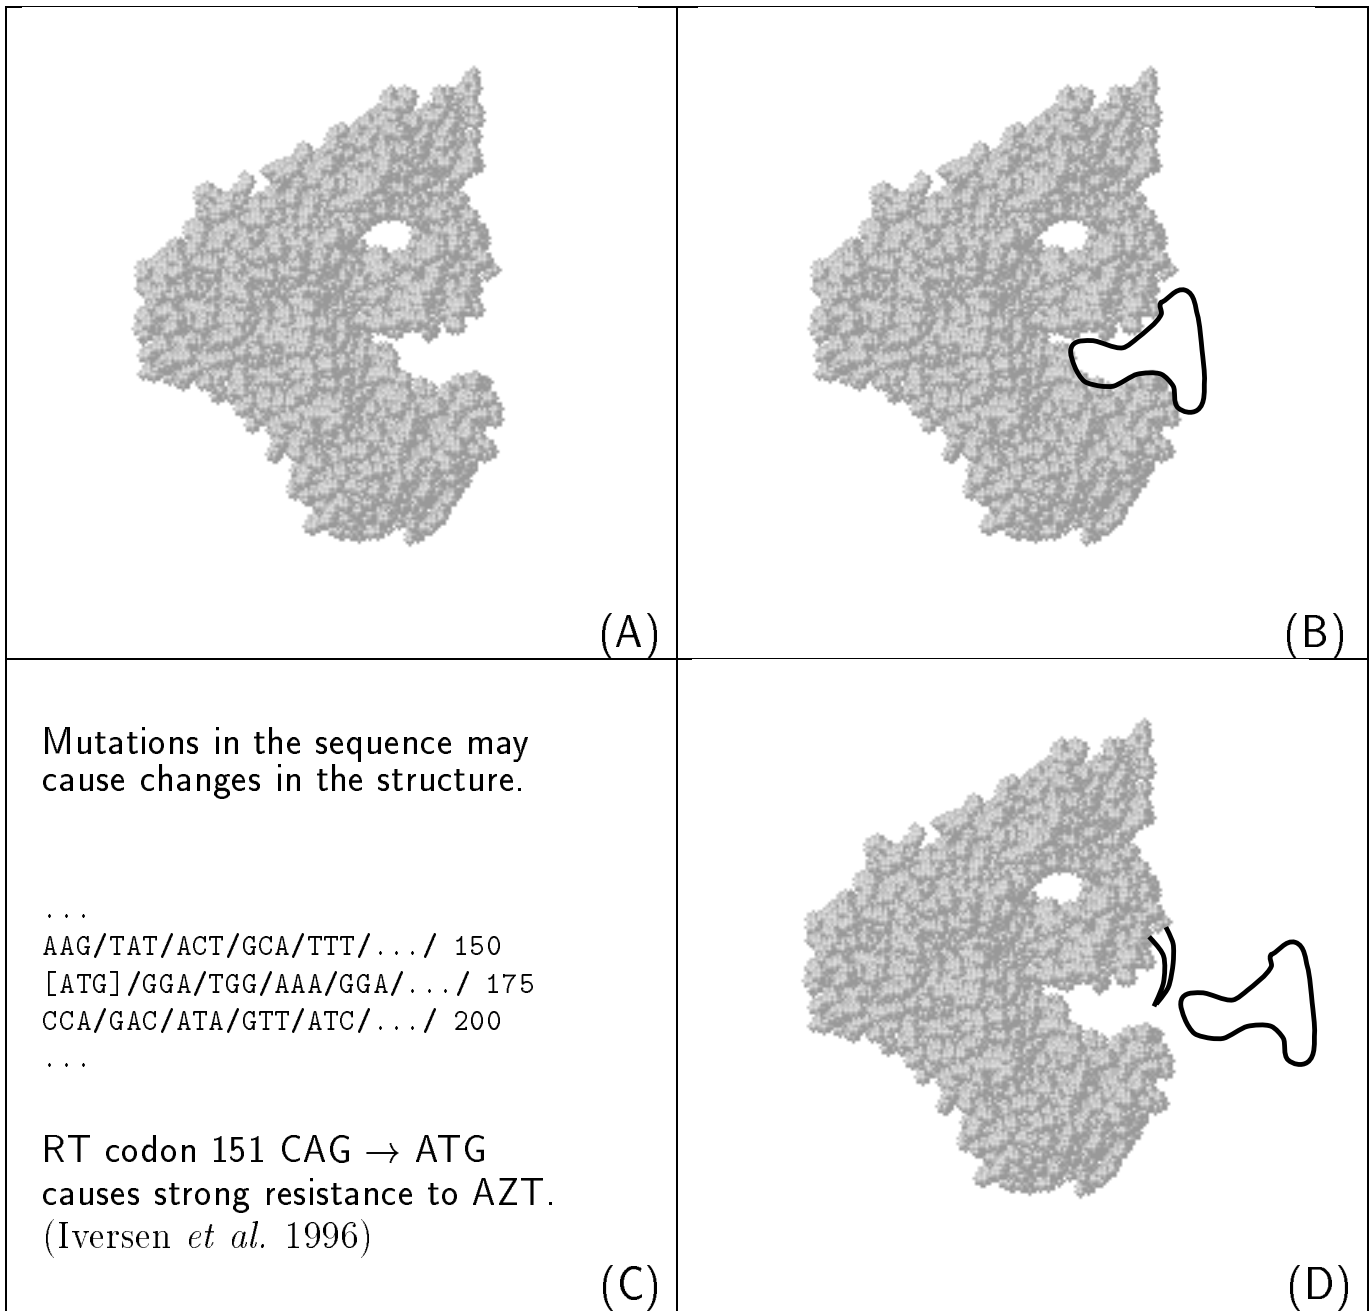 (A)
(B)
Mutations in the sequence may
cause changes in the structure.
...
AAG/TAT/ACT/GCA/TTT/.../ 150
[ATG]/GGA/TGG/AAA/GGA/.../ 175
CCA/GAC/ATA/GTT/ATC/.../ 200
...
RT codon 151 CAG → ATG
causes strong resistance to AZT.
(Iversen et al. 1996)
(C)
(D)